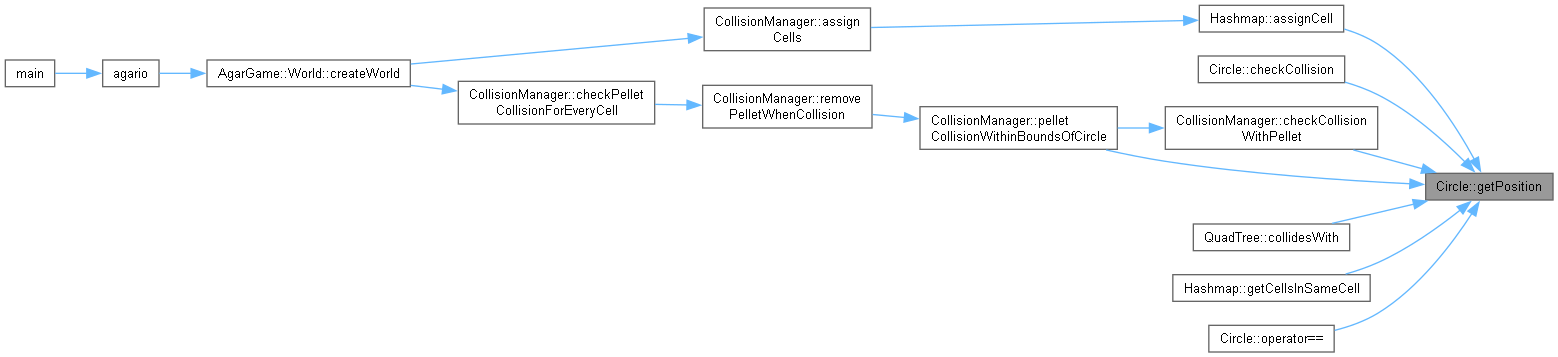 main
agario
AgarGame::World::createWorld
CollisionManager::assign
Cells
CollisionManager::checkPellet
CollisionForEveryCell
CollisionManager::remove
PelletWhenCollision
CollisionManager::pellet
CollisionWithinBoundsOfCircle
Hashmap::assignCell
Circle::checkCollision
CollisionManager::checkCollision
WithPellet
QuadTree::collidesWith
Hashmap::getCellsInSameCell
Circle::operator==
Circle::getPosition